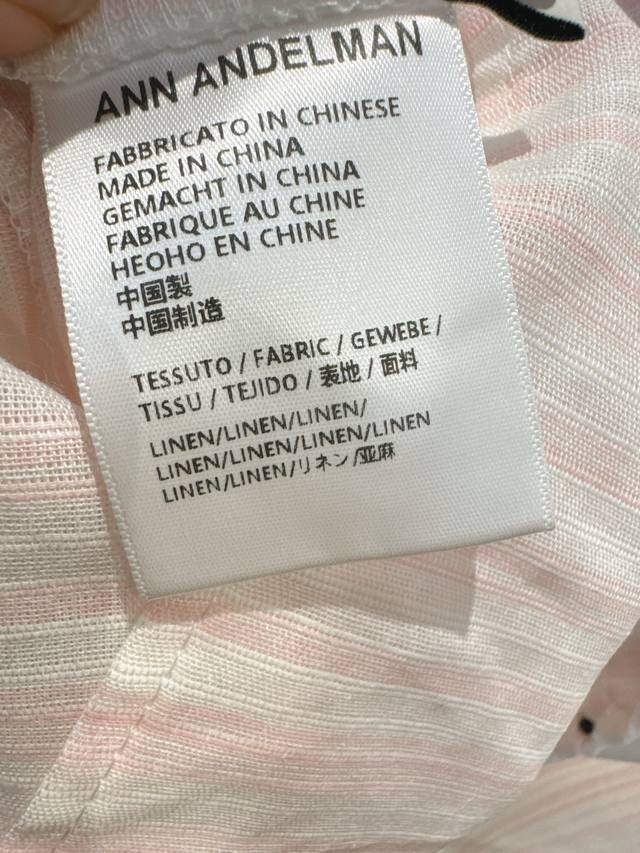 ANN ANDELMAN
FABBRICATO IN CHINESE
MADE IN CHINA
GEMACHT IN CHINA
FABRIQUE AU CHINE
HEOHO EN CHINE
中国製
中国制造
TESSUTO / FABRIC / GEWEBE /
TISSU / TEJIDO / 表地 / 面料
LINEN/LINEN/LINEN/
LINEN/LINEN/LINEN/LINEN
LINEN/LINEN/リネン/亚麻